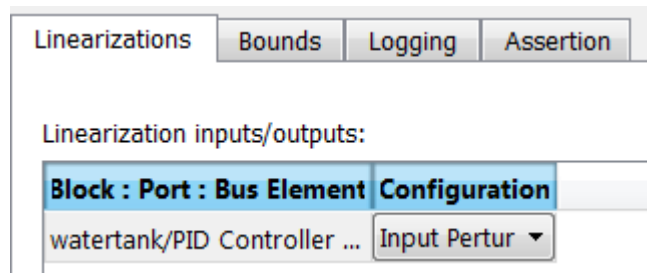 Linearizations Bounds Logging Assertion
Linearization inputs/outputs:
Block : Port : Bus Element Configuration
watertank/PID Controller ... Input Pertur